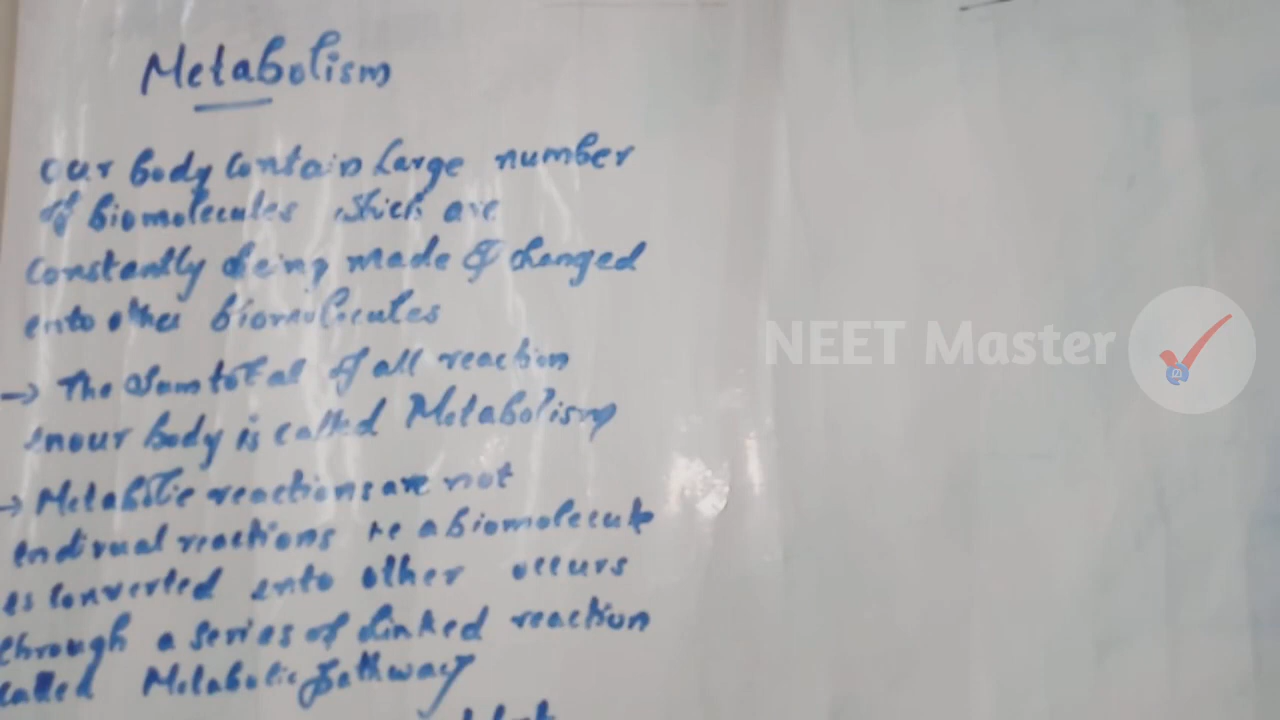 Metabolism
Our body contain large number
of biomolecules which are
constantly being made & changed
into other biomolecules
→ The sum total of all reaction
in our body is called Metabolism
→ Metabolic reactions are not
indivual reactions ie a biomolecule
is converted into other occurs
through a series of linked reaction
called Metabolic pathway
NEET Master